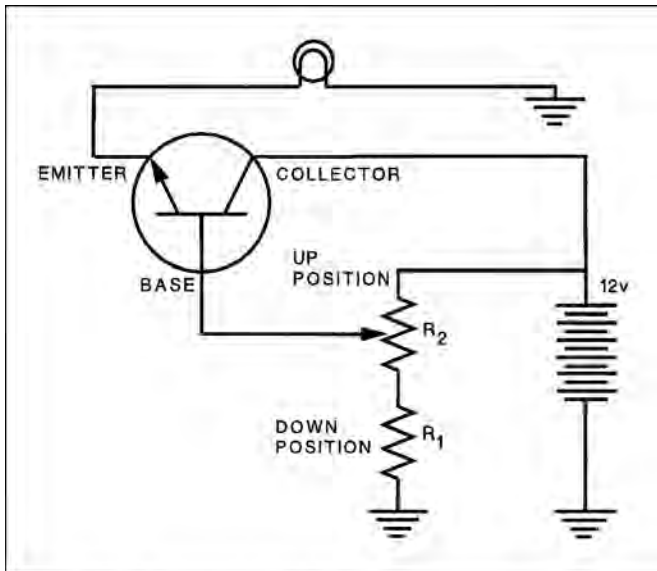 EMITTER
COLLECTOR
BASE
UP
POSITION
12v
R2
DOWN
POSITION
R1